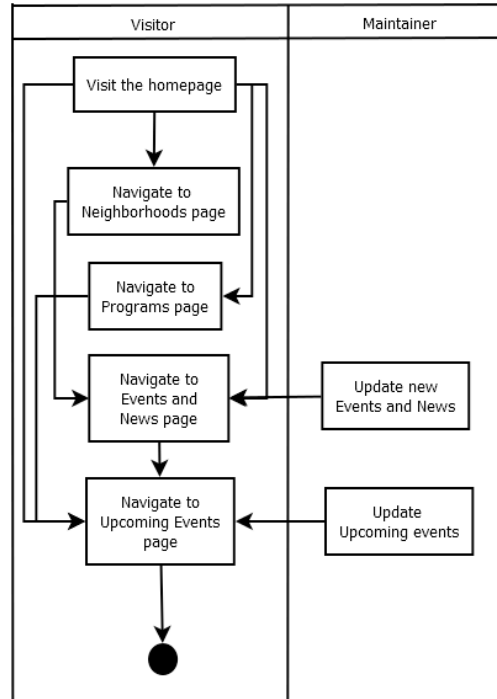 Visitor
Maintainer
Visit the homepage
Navigate to
Neighborhoods page
Navigate to
Programs page
Navigate to
Events and
News page
Update new
Events and News
Navigate to
Upcoming Events
page
Update
Upcoming events